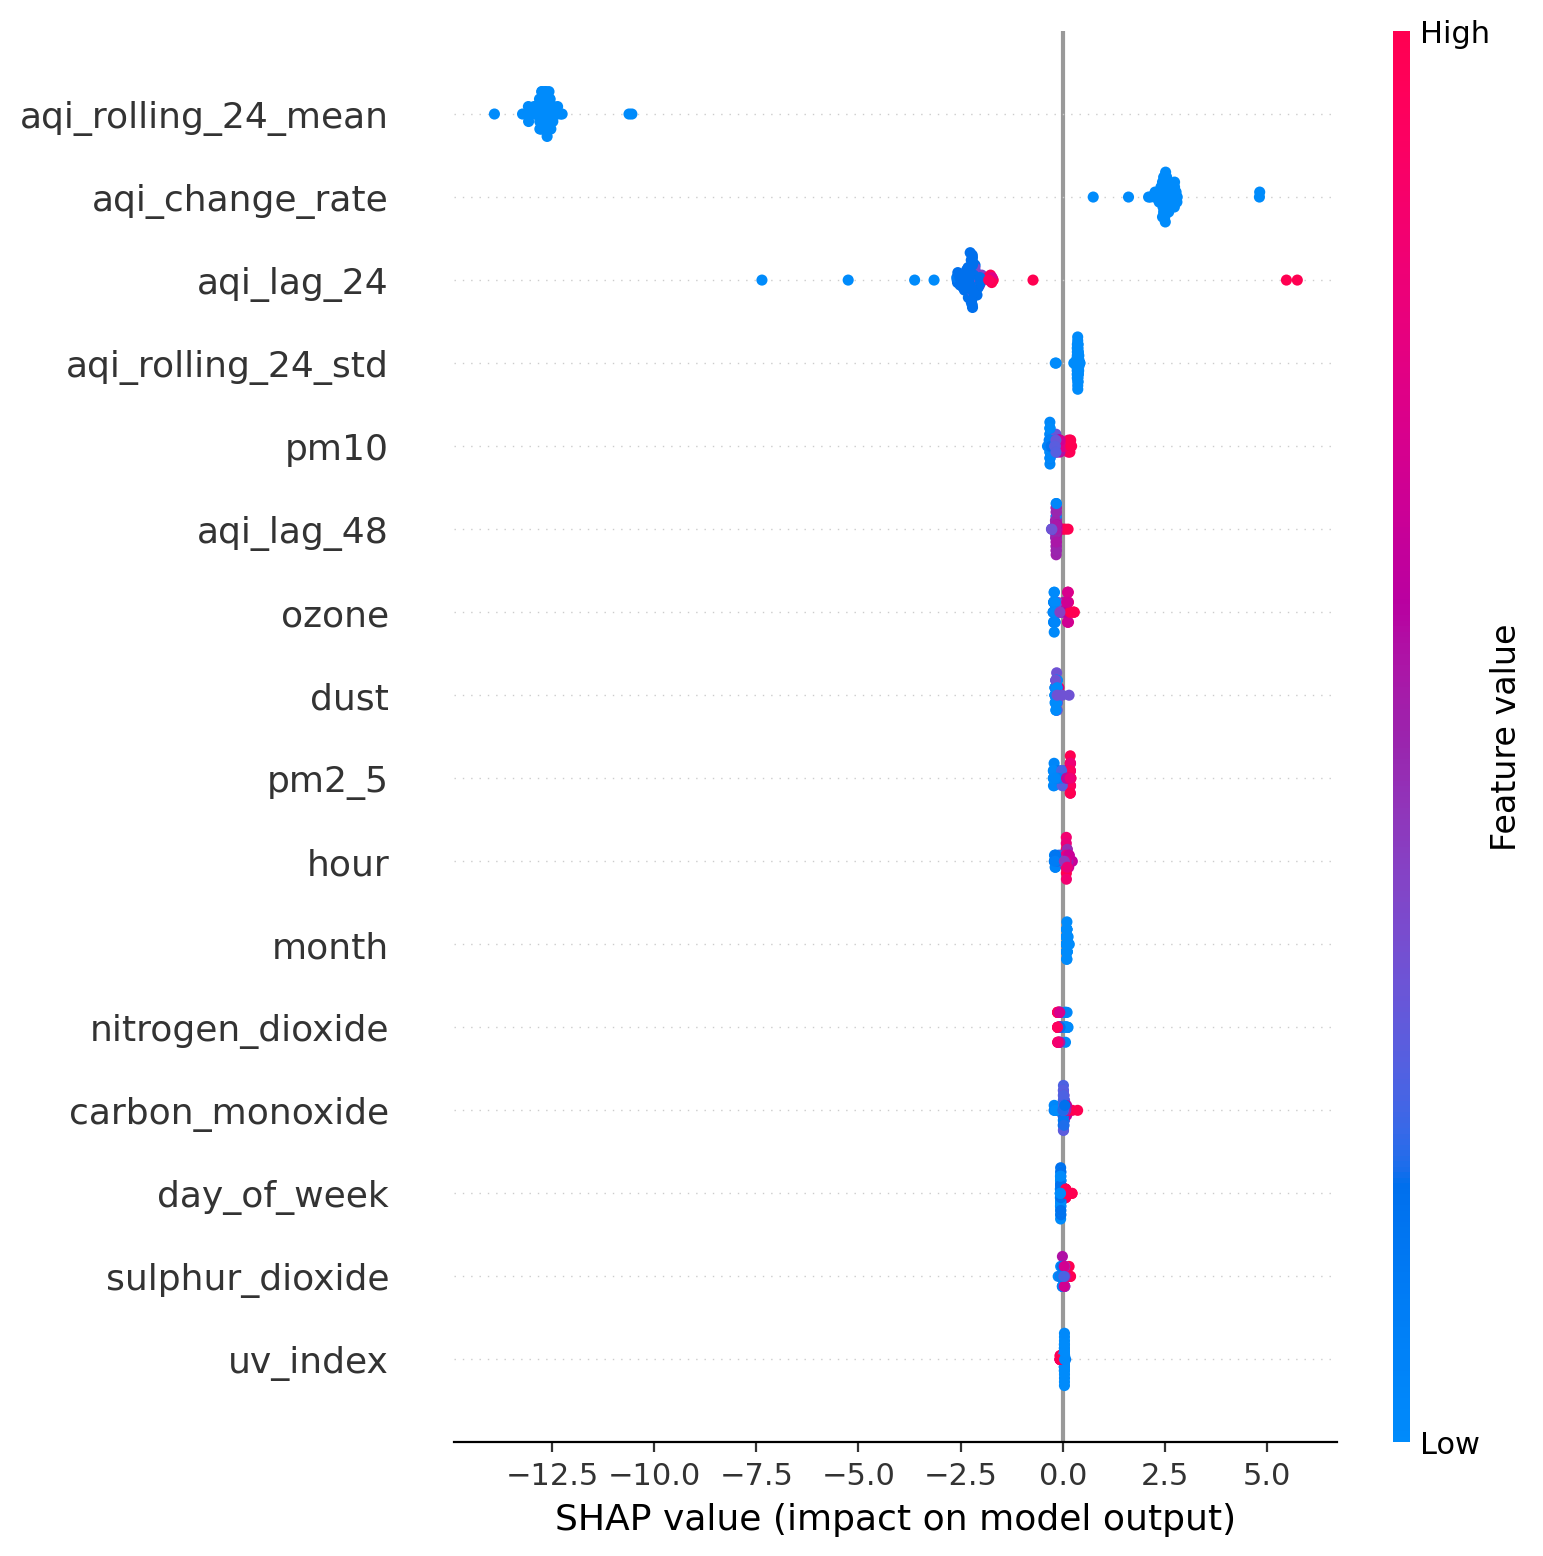 High
aqi_rolling_24_mean
aqi_change_rate
aqi_lag_24
aqi_rolling_24_std
pm10
aqi_lag_48
ozone
dust
pm2_5
hour
month
nitrogen_dioxide
carbon_monoxide
day_of_week
sulphur_dioxide
uv_index
Feature value
Low
−12.5 −10.0 −7.5 −5.0 −2.5 0.0 2.5 5.0
SHAP value (impact on model output)